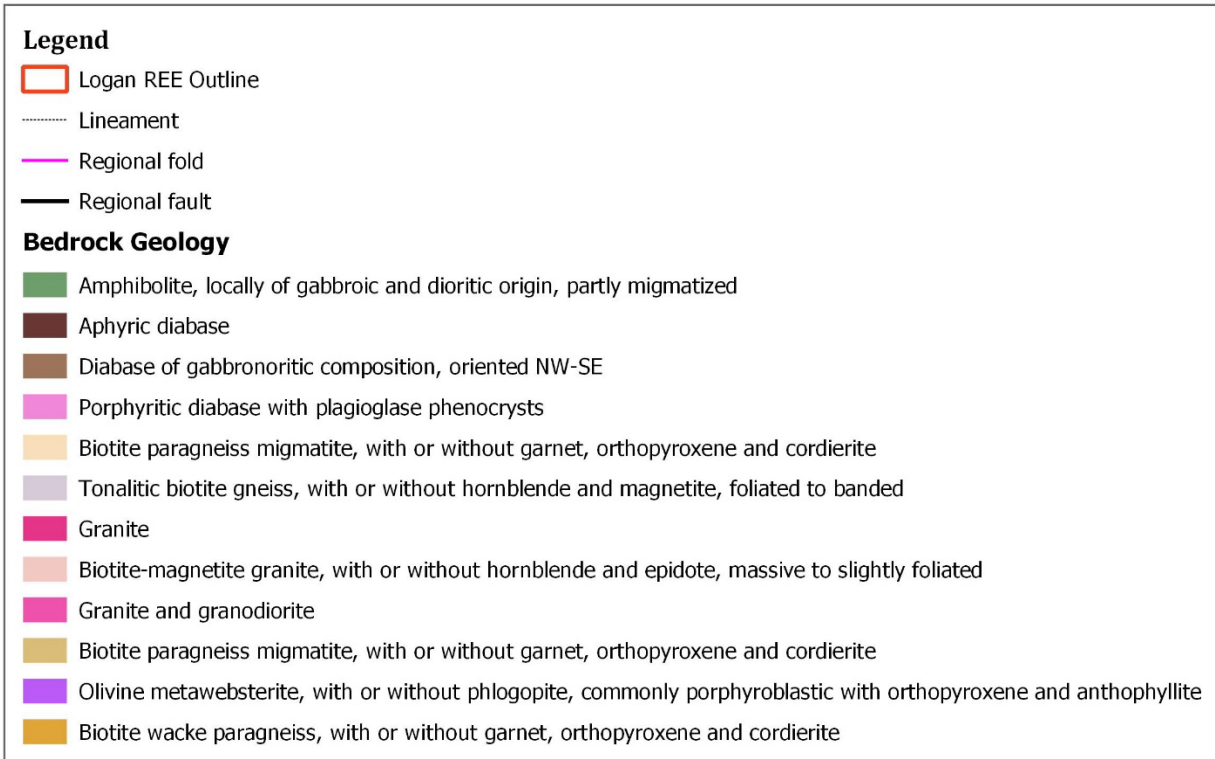 Legend
Logan REE Outline
Lineament
Regional fold
Regional fault
Bedrock Geology
Amphibolite, locally of gabbroic and dioritic origin, partly migmatized
Aphyric diabase
Diabase of gabbronoritic composition, oriented NW-SE
Porphyritic diabase with plagioglase phenocrysts
Biotite paragneiss migmatite, with or without garnet, orthopyroxene and cordierite
Tonalitic biotite gneiss, with or without hornblende and magnetite, foliated to banded
Granite
Biotite-magnetite granite, with or without hornblende and epidote, massive to slightly foliated
Granite and granodiorite
Biotite paragneiss migmatite, with or without garnet, orthopyroxene and cordierite
Olivine metawebsterite, with or without phlogopite, commonly porphyroblastic with orthopyroxene and anthophyllite
Biotite wacke paragneiss, with or without garnet, orthopyroxene and cordierite